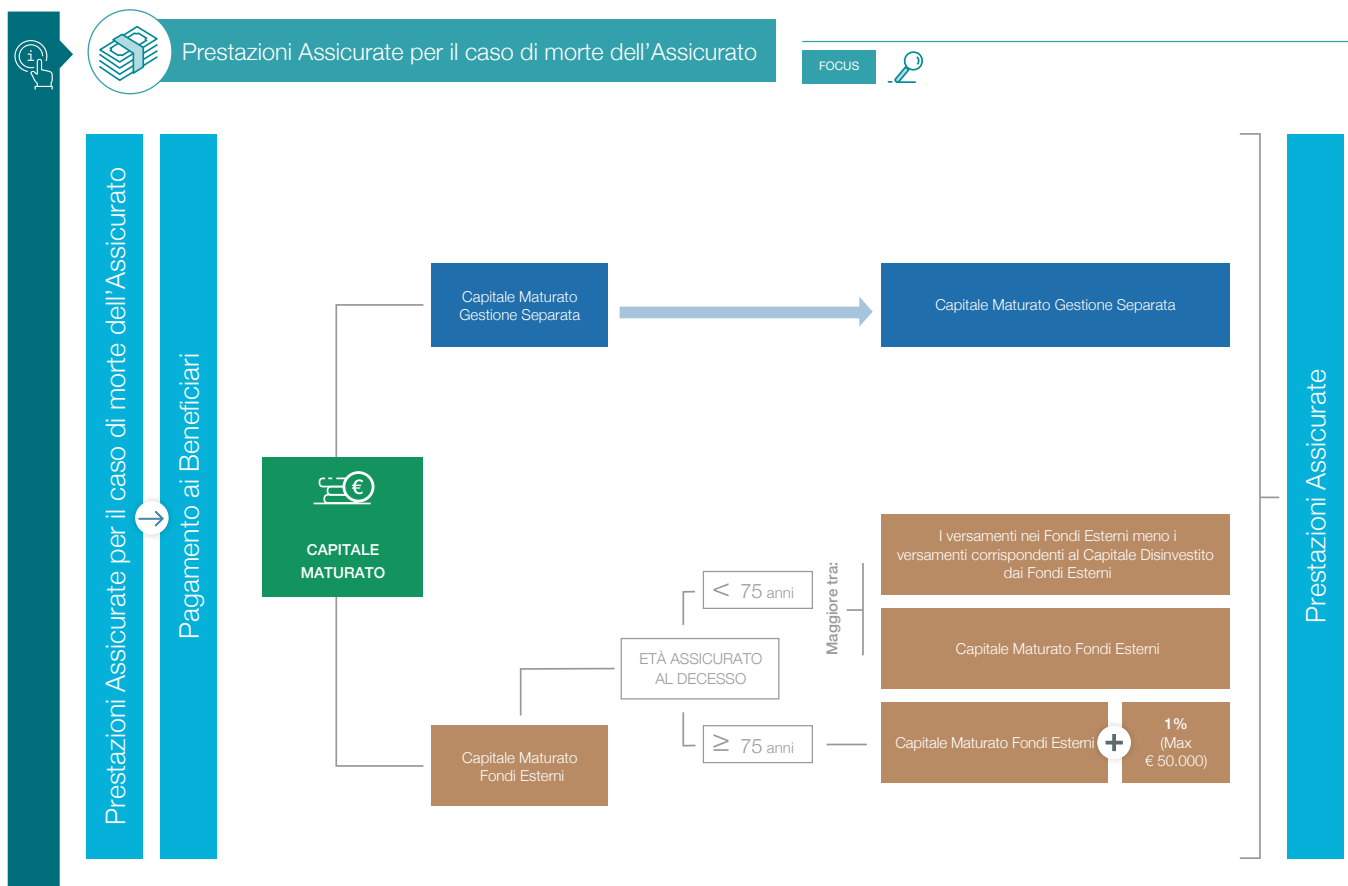 Prestazioni Assicurate per il caso di morte dell'Assicurato
FOCUS
Prestazioni Assicurate per il caso di morte dell'Assicurato
Pagamento ai Beneficiari
CAPITALE
MATURATO
Capitale Maturato
Gestione Separata
Capitale Maturato Gestione Separata
Capitale Maturato
Fondi Esterni
ETÀ ASSICURATO
AL DECESSO
< 75 anni
Maggiore tra:
I versamenti nei Fondi Esterni meno i
versamenti corrispondenti al Capitale Disinvestito
dai Fondi Esterni
Capitale Maturato Fondi Esterni
≥ 75 anni
Capitale Maturato Fondi Esterni
+
1%
(Max
€ 50.000)
Prestazioni Assicurate